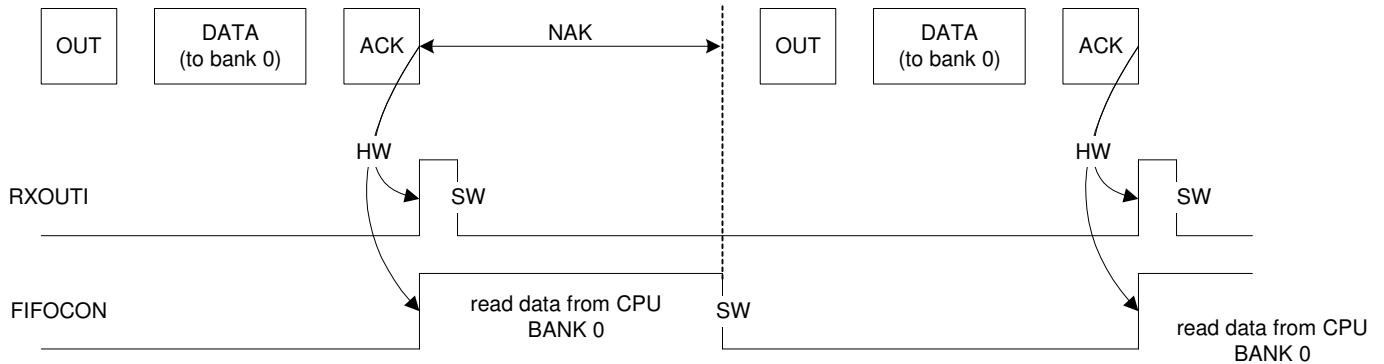 OUT
DATA
(to bank 0)
ACK
NAK
OUT
DATA
(to bank 0)
ACK
HW
HW
RXOUTI
SW
SW
FIFOCON
read data from CPU
BANK 0
SW
read data from CPU
BANK 0